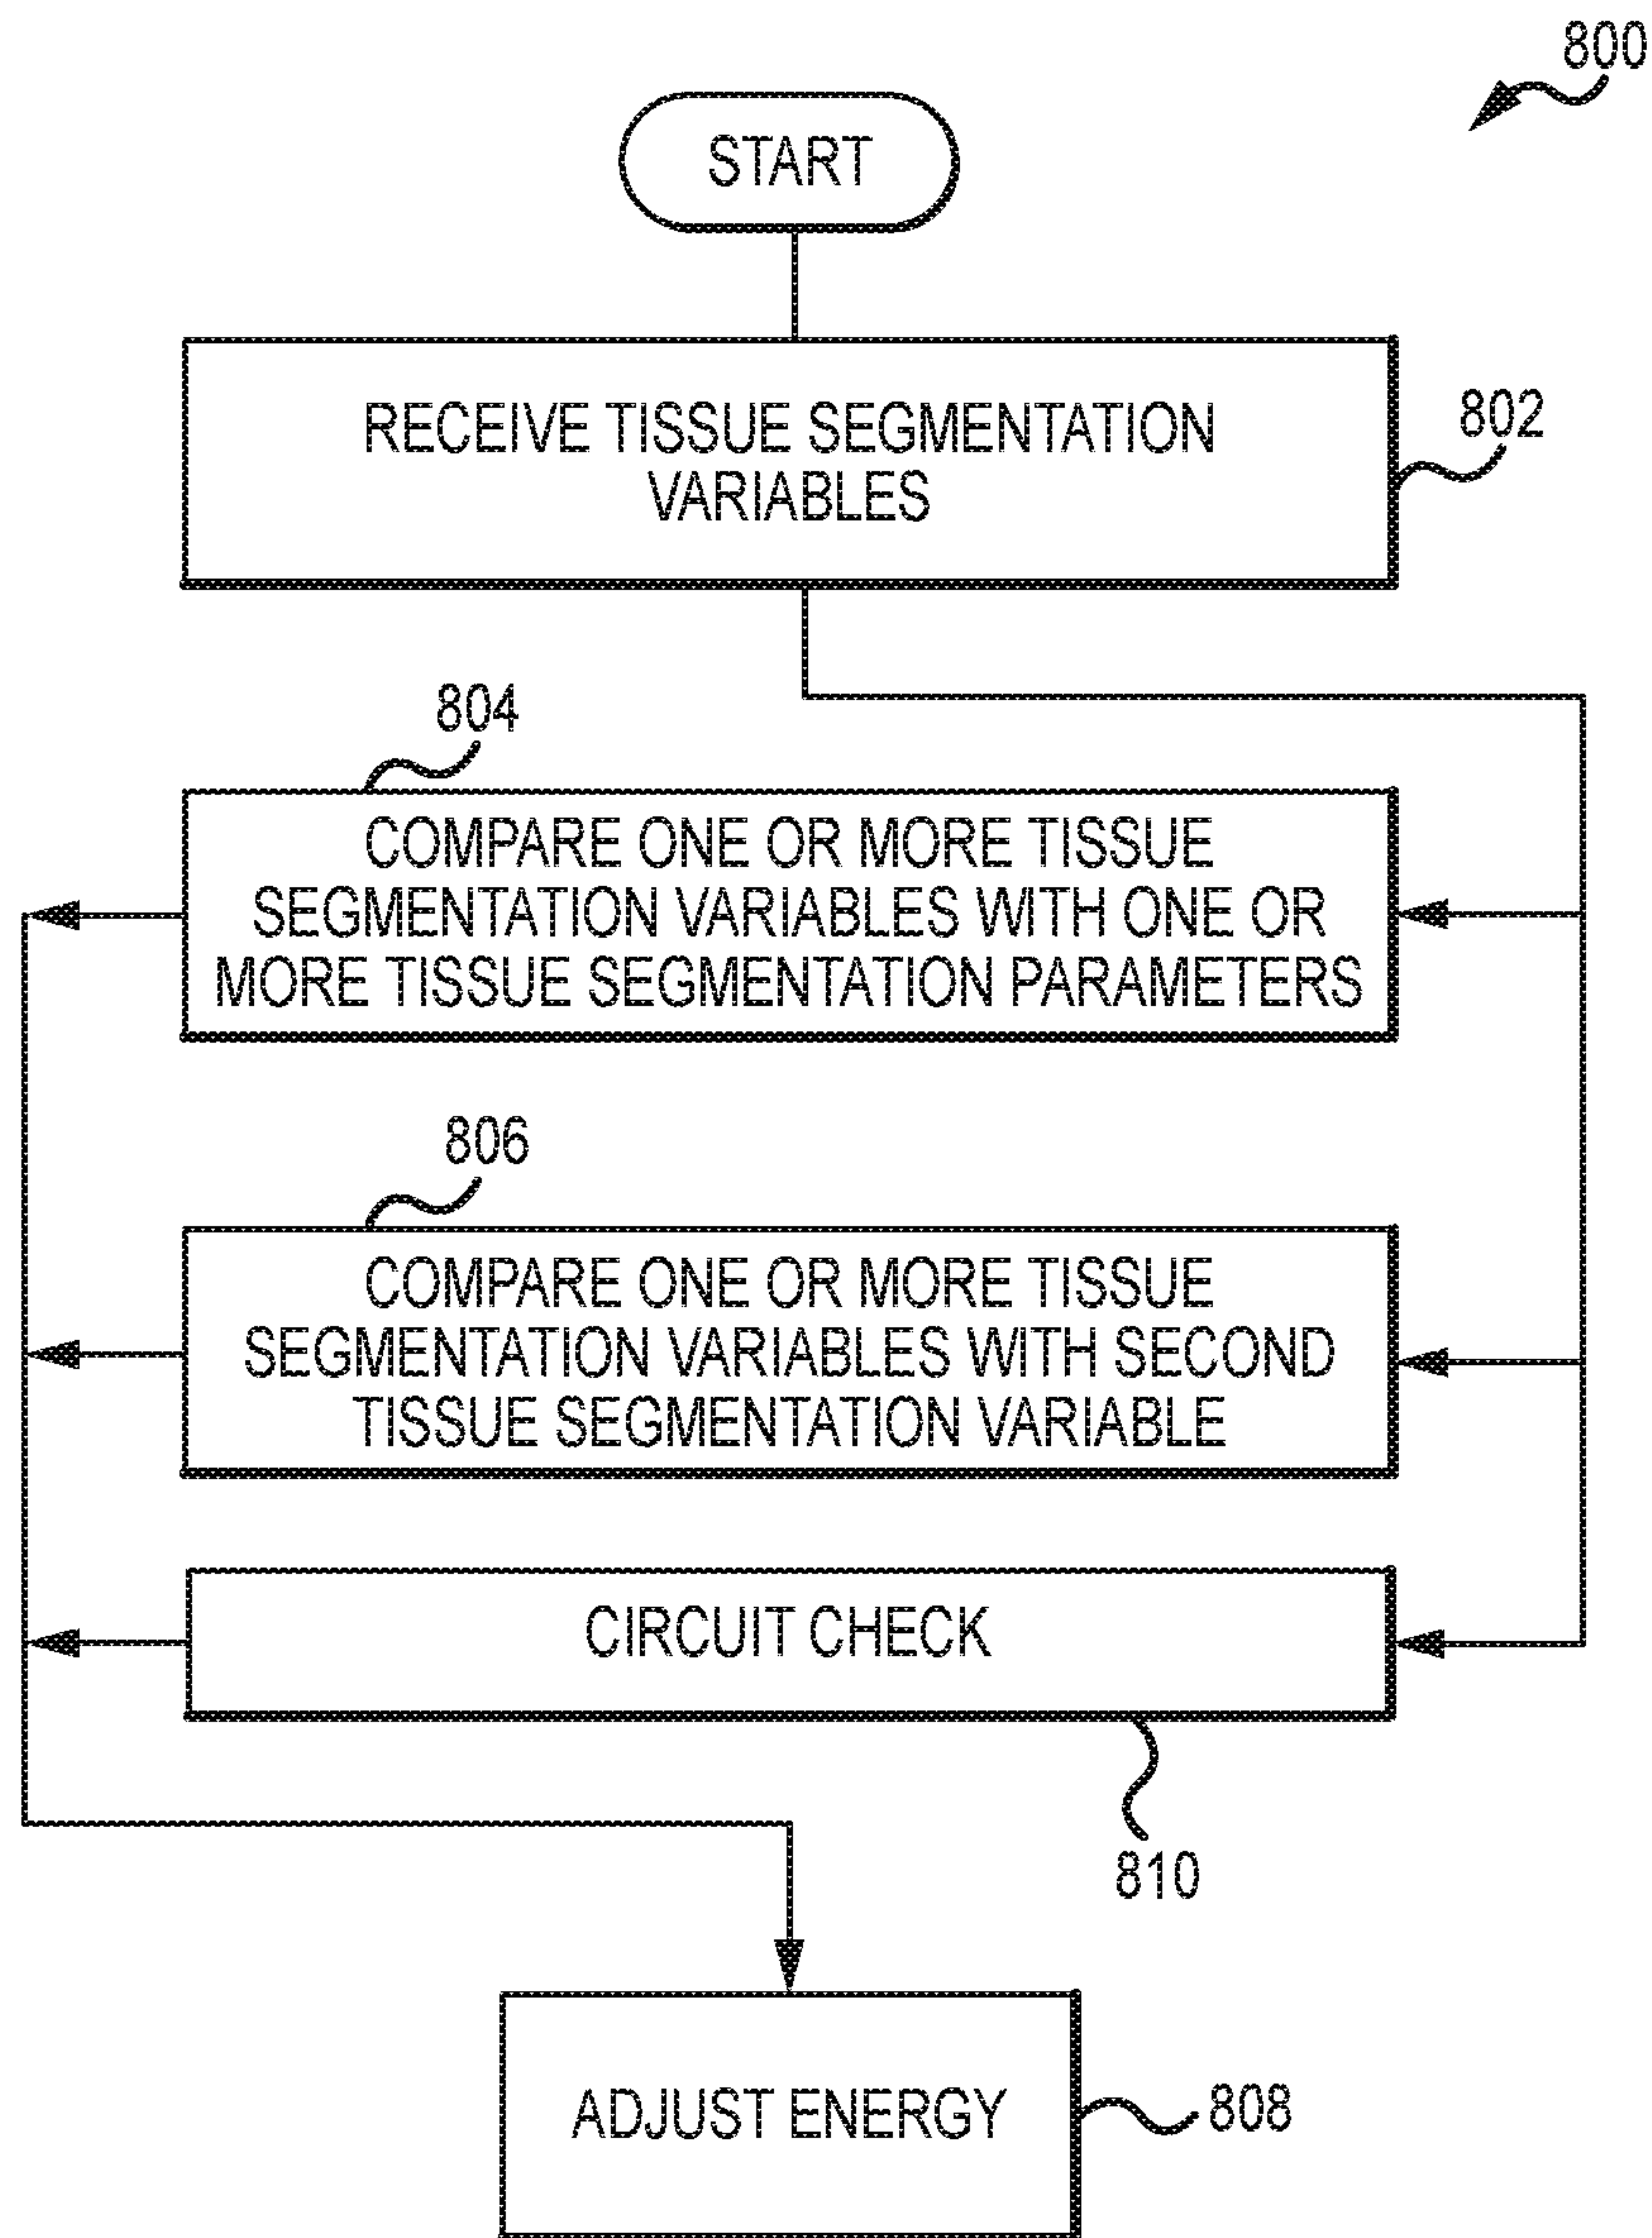 800
START
RECEIVE TISSUE SEGMENTATION
VARIABLES
802
804
COMPARE ONE OR MORE TISSUE
SEGMENTATION VARIABLES WITH ONE OR
MORE TISSUE SEGMENTATION PARAMETERS
806
COMPARE ONE OR MORE TISSUE
SEGMENTATION VARIABLES WITH SECOND
TISSUE SEGMENTATION VARIABLE
CIRCUIT CHECK
810
ADJUST ENERGY
808